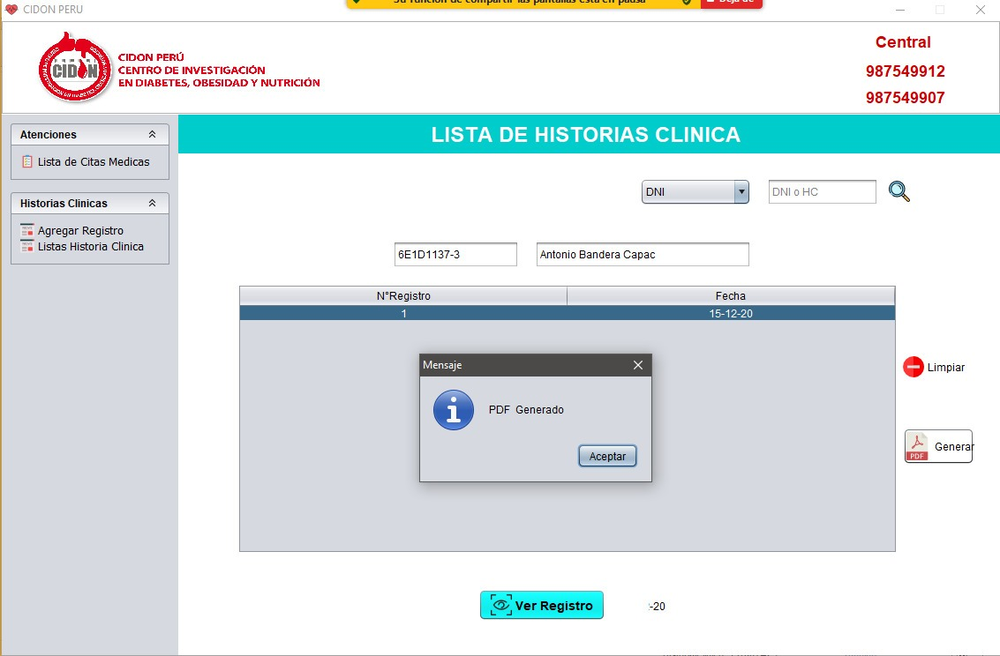 CIDON PERU
Su función de compartir las pantallas está en pausa
Deja de
CIDON
CIDON PERÚ
CENTRO DE INVESTIGACIÓN
EN DIABETES, OBESIDAD Y NUTRICIÓN
Central
987549912
987549907
Atenciones
Lista de Citas Medicas
Historias Clinicas
Agregar Registro
Listas Historia Clinica
LISTA DE HISTORIAS CLINICA
DNI
DNI o HC
6E1D1137-3
Antonio Bandera Capac
N°Registro Fecha
1 15-12-20
Mensaje
PDF Generado
Aceptar
Limpiar
PDF
Generar
Ver Registro
-20